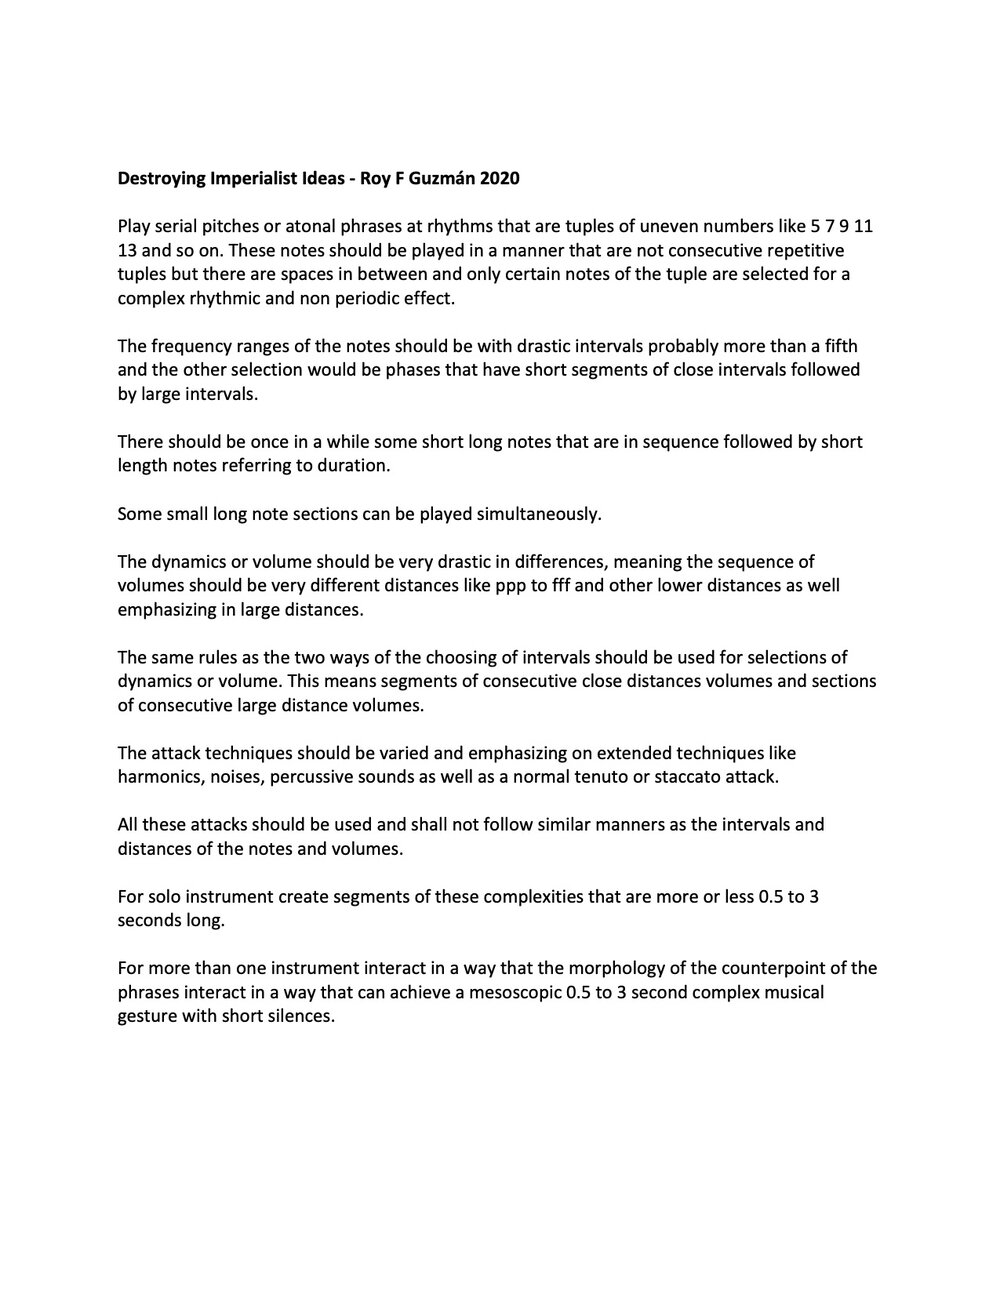 Destroying Imperialist Ideas - Roy F Guzmán 2020
Play serial pitches or atonal phrases at rhythms that are tuples of uneven numbers like 5 7 9 11
13 and so on. These notes should be played in a manner that are not consecutive repetitive
tuples but there are spaces in between and only certain notes of the tuple are selected for a
complex rhythmic and non periodic effect.
The frequency ranges of the notes should be with drastic intervals probably more than a fifth
and the other selection would be phases that have short segments of close intervals followed
by large intervals.
There should be once in a while some short long notes that are in sequence followed by short
length notes referring to duration.
Some small long note sections can be played simultaneously.
The dynamics or volume should be very drastic in differences, meaning the sequence of
volumes should be very different distances like ppp to fff and other lower distances as well
emphasizing in large distances.
The same rules as the two ways of the choosing of intervals should be used for selections of
dynamics or volume. This means segments of consecutive close distances volumes and sections
of consecutive large distance volumes.
The attack techniques should be varied and emphasizing on extended techniques like
harmonics, noises, percussive sounds as well as a normal tenuto or staccato attack.
All these attacks should be used and shall not follow similar manners as the intervals and
distances of the notes and volumes.
For solo instrument create segments of these complexities that are more or less 0.5 to 3
seconds long.
For more than one instrument interact in a way that the morphology of the counterpoint of the
phrases interact in a way that can achieve a mesoscopic 0.5 to 3 second complex musical
gesture with short silences.